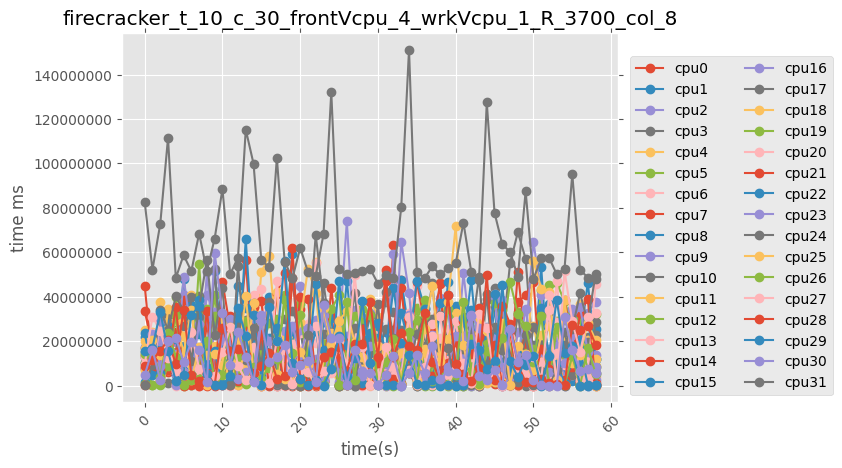 firecracker_t_10_c_30_frontVcpu_4_wrkVcpu_1_R_3700_col_8
140000000
120000000
100000000
80000000
60000000
40000000
20000000
0
time ms
0
10
20
30
40
50
60
time(s)
cpu0
cpu1
cpu2
cpu3
cpu4
cpu5
cpu6
cpu7
cpu8
cpu9
cpu10
cpu11
cpu12
cpu13
cpu14
cpu15
cpu16
cpu17
cpu18
cpu19
cpu20
cpu21
cpu22
cpu23
cpu24
cpu25
cpu26
cpu27
cpu28
cpu29
cpu30
cpu31